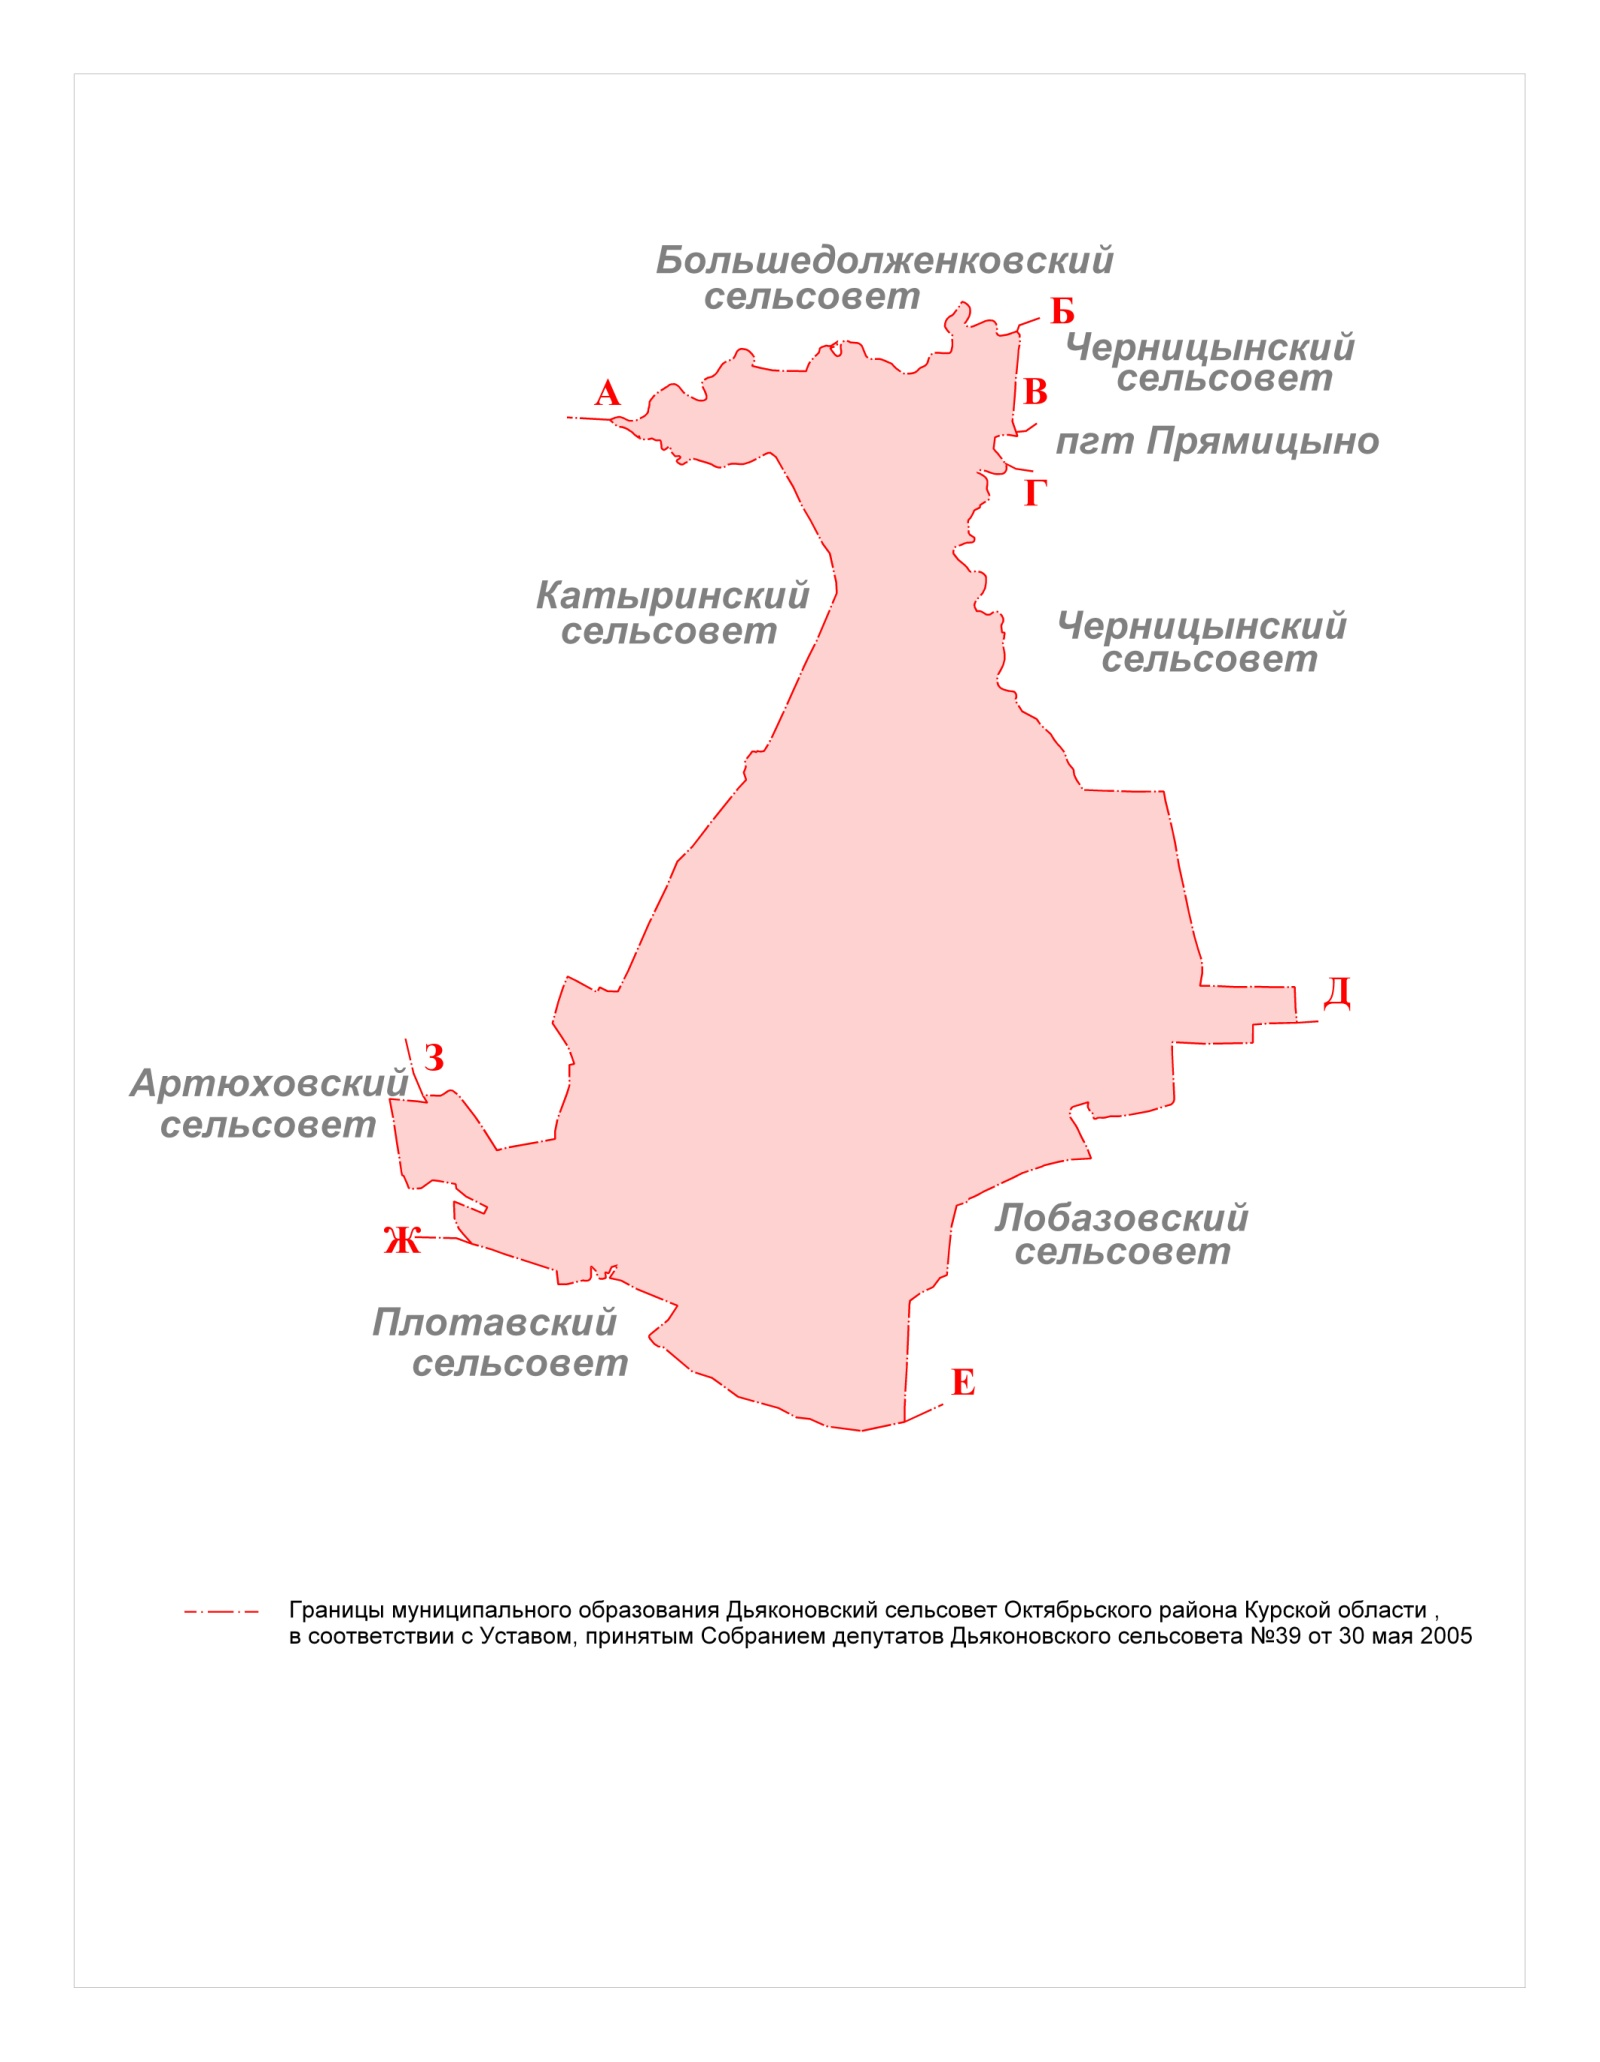 Большедолженковский
сельсовет
Б
Черницынский
сельсовет
А
В
пгт Прямицыно
Г
Катыринский
сельсовет
Черницынский
сельсовет
Д
З
Артюховский
сельсовет
Лобазовский
сельсовет
Ж
Плотавский
сельсовет
Е
Границы муниципального образования Дьяконовский сельсовет Октябрьского района Курской области ,
в соответствии с Уставом, принятым Собранием депутатов Дьяконовского сельсовета №39 от 30 мая 2005